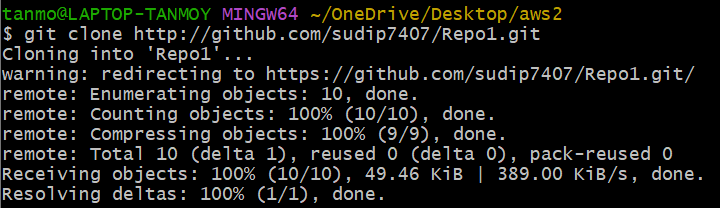 tanmo@LAPTOP-TANMOY MINGW64 ~/OneDrive/Desktop/aws2
$ git clone http://github.com/sudip7407/Repo1.git
Cloning into 'Repo1'...
warning: redirecting to https://github.com/sudip7407/Repo1.git/
remote: Enumerating objects: 10, done.
remote: Counting objects: 100% (10/10), done.
remote: Compressing objects: 100% (9/9), done.
remote: Total 10 (delta 1), reused 0 (delta 0), pack-reused 0
Receiving objects: 100% (10/10), 49.46 KiB | 389.00 KiB/s, done.
Resolving deltas: 100% (1/1), done.